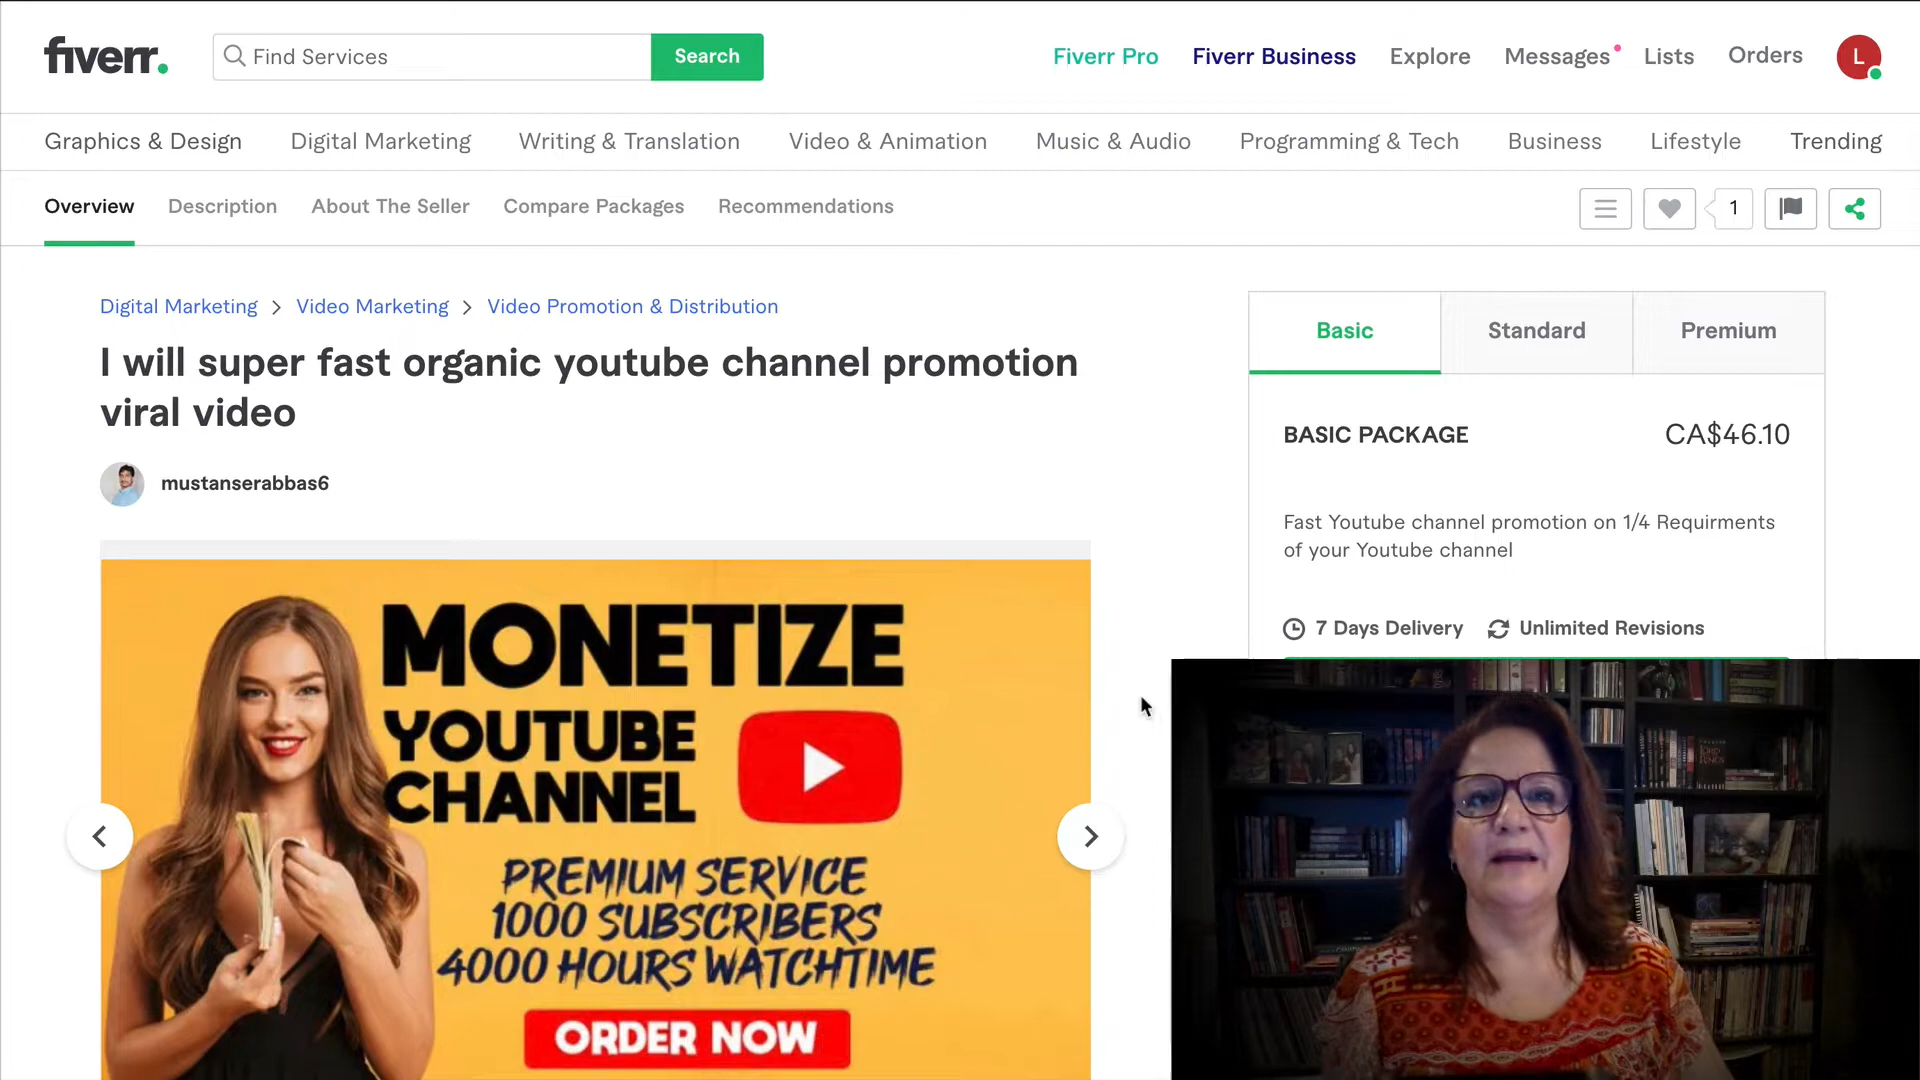 fiverr.
Find Services
Search
Fiverr Pro
Fiverr Business
Explore
Messages
Lists
Orders
L
Graphics & Design
Digital Marketing
Writing & Translation
Video & Animation
Music & Audio
Programming & Tech
Business
Lifestyle
Trending
Overview
Description
About The Seller
Compare Packages
Recommendations
1
Digital Marketing > Video Marketing > Video Promotion & Distribution
I will super fast organic youtube channel promotion
viral video
mustanserabbas6
MONETIZE
YOUTUBE
CHANNEL
PREMIUM SERVICE
1000 SUBSCRIBERS
4000 HOURS WATCHTIME
ORDER NOW
Basic
Standard
Premium
BASIC PACKAGE
CA$46.10
Fast Youtube channel promotion on 1/4 Requirments
of your Youtube channel
7 Days Delivery
Unlimited Revisions